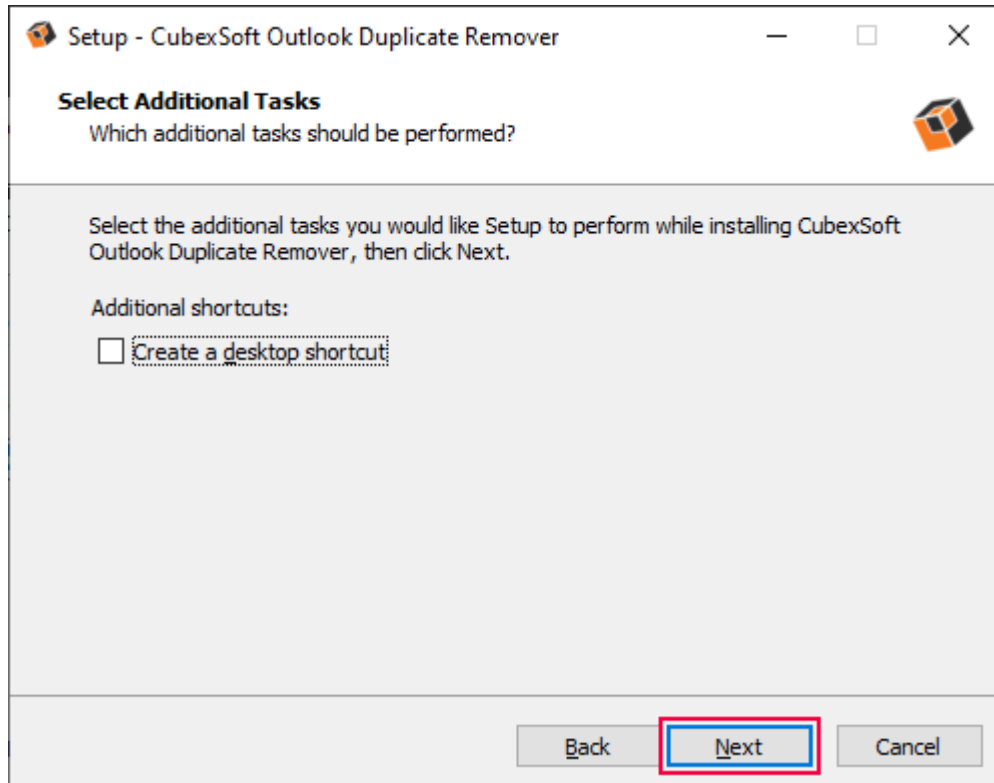 Setup - CubexSoft Outlook Duplicate Remover
Select Additional Tasks
Which additional tasks should be performed?
Select the additional tasks you would like Setup to perform while installing CubexSoft
Outlook Duplicate Remover, then click Next.
Additional shortcuts:
Create a desktop shortcut
Back Next Cancel